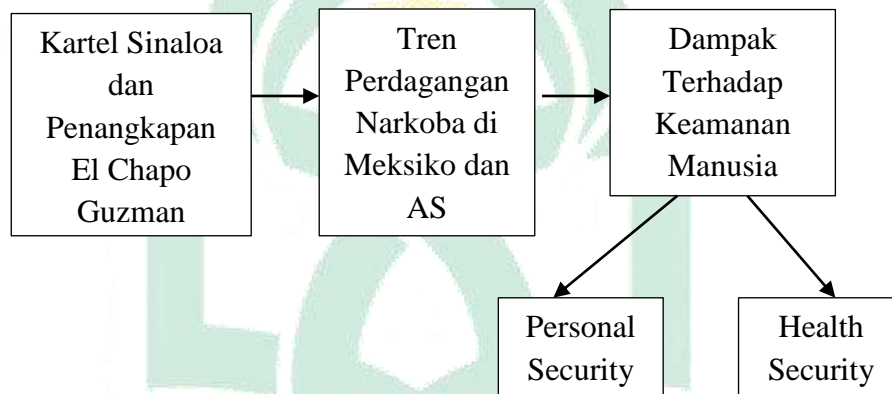 Kartel Sinaloa
dan
Penangkapan
El Chapo
Guzman
Tren
Perdagangan
Narkoba di
Meksiko dan
AS
Dampak
Terhadap
Keamanan
Manusia
Personal
Security
Health
Security